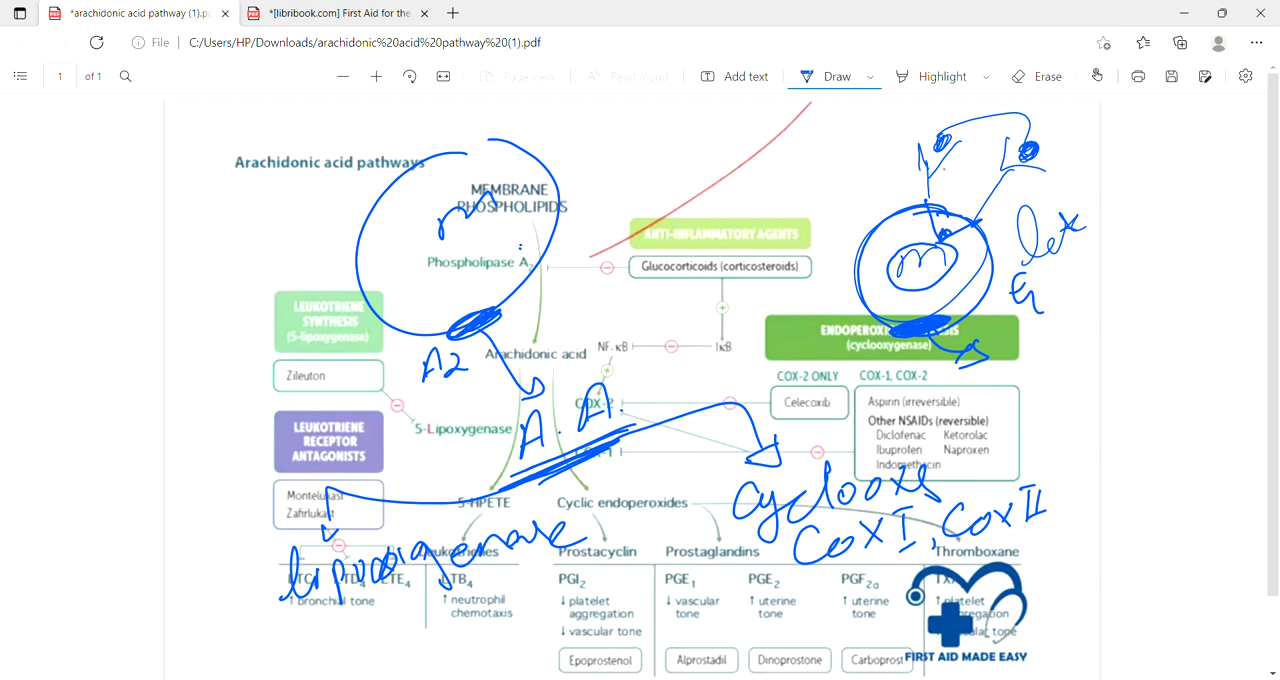 *arachidonic acid pathway (1).pd
*[libribook.com] First Aid for the
File
C:/Users/HP/Downloads/arachidonic%20acid%20pathway%20(1).pdf
1 of 1
Page view
Read aloud
Add text
Draw
Highlight
Erase
Arachidonic acid pathways
MEMBRANE
PHOSPHOLIPIDS
m
m
Phospholipase A2
ANTI-INFLAMMATORY AGENTS
Glucocorticoids (corticosteroids)
LEUKOTRIENE
SYNTHESIS
(5-lipoxygenase)
Zileuton
A2
Arachidonic acid
NF-κB
IκB
(cyclooxygenase)
COX-2 ONLY
COX-1, COX-2
COX-2
Celecoxib
Aspirin (irreversible)
Other NSAIDs (reversible)
Diclofenac Ketorolac
Ibuprofen Naproxen
Indomethacin
A. A.
LEUKOTRIENE
RECEPTOR
ANTAGONISTS
5-Lipoxygenase
Montelukast
Zafirlukast
5-HPETE
Cyclic endoperoxides
COX I, COX II
Leukotrienes
Prostacyclin
Prostaglandins
Thromboxane
LTE4
↑ bronchial tone
LTB4
↑ neutrophil
chemotaxis
PGI2
↓ platelet
aggregation
↓ vascular tone
Epoprostenol
PGE1
↓ vascular
tone
Alprostadil
PGE2
↑ uterine
tone
Dinoprostone
PGF2α
↑ uterine
tone
Carboprost
↑ platelet
FIRST AID MADE EASY